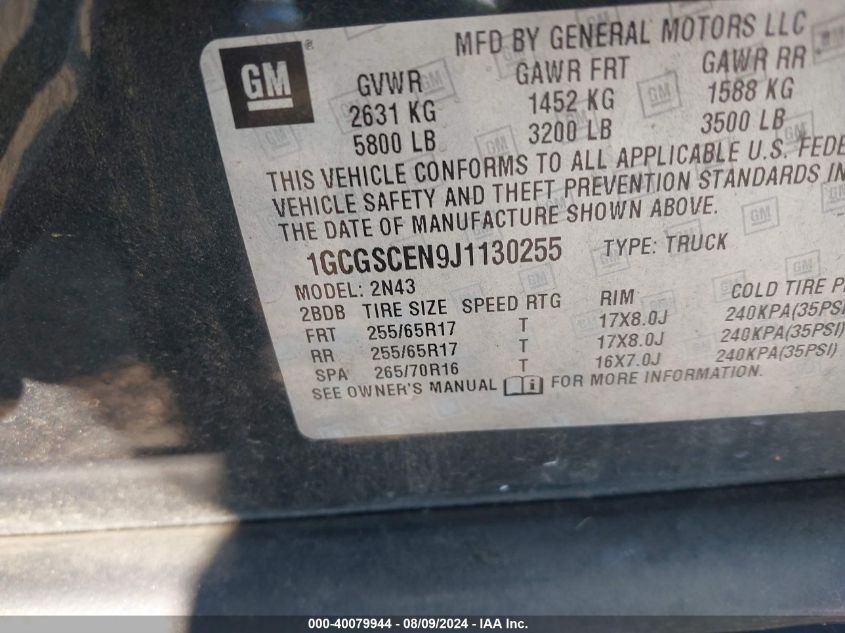 GM ®
MFD BY GENERAL MOTORS LLC
GVWR GAWR FRT GAWR RR
2631 KG 1452 KG 1588 KG
5800 LB 3200 LB 3500 LB
THIS VEHICLE CONFORMS TO ALL APPLICABLE U.S. FEDE
VEHICLE SAFETY AND THEFT PREVENTION STANDARDS IN
THE DATE OF MANUFACTURE SHOWN ABOVE.
1GCGSCEN9J1130255 TYPE: TRUCK
MODEL: 2N43
2BDB TIRE SIZE SPEED RTG RIM COLD TIRE P
FRT 255/65R17 T 17X8.0J 240KPA(35PSI
RR 255/65R17 T 17X8.0J 240KPA(35PSI)
SPA 265/70R16 T 16X7.0J 240KPA(35PSI)
SEE OWNER'S MANUAL i FOR MORE INFORMATION.
000-40079944 / 08/09/2024 - IAA Inc.